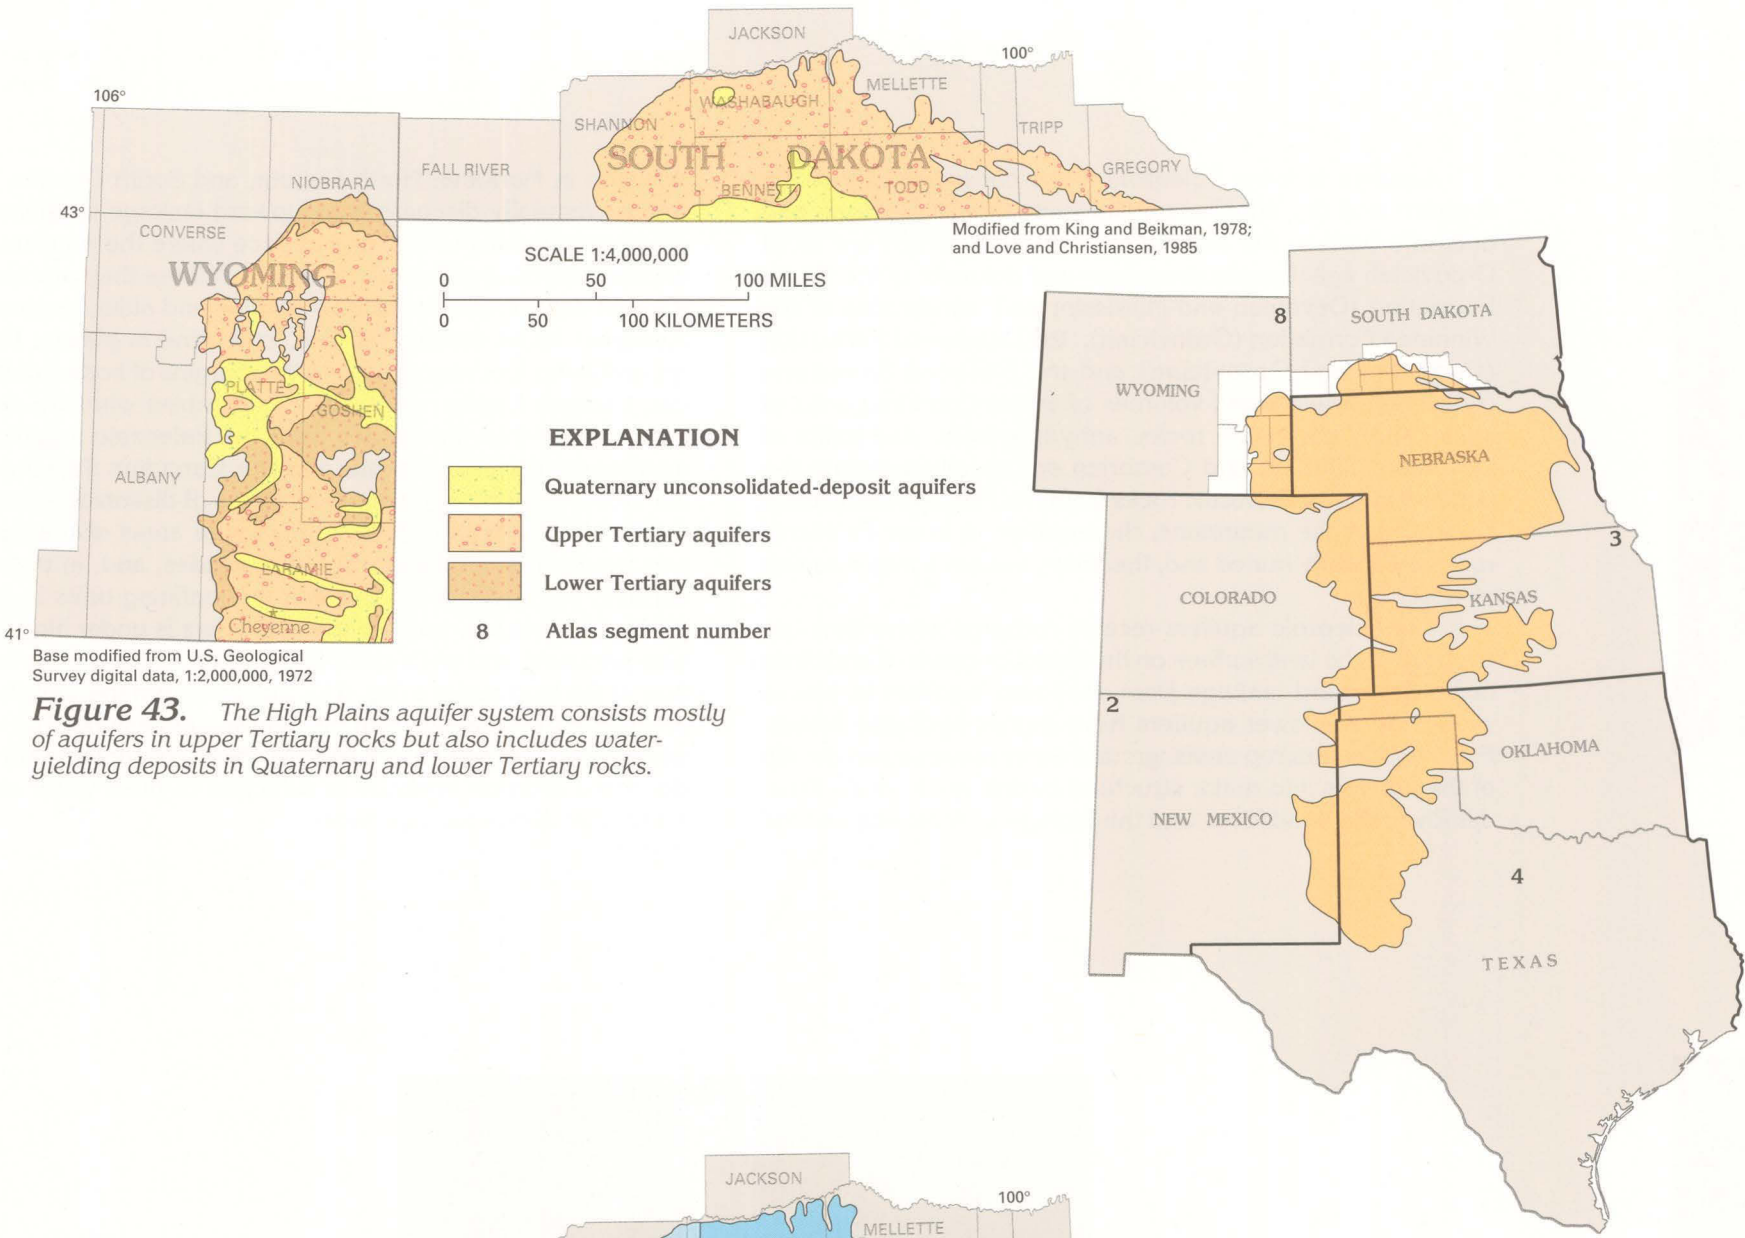 JACKSON
100°
106°
MELLETTE
WASHABAUGH
SHANNON
TRIPP
SOUTH DAKOTA
FALL RIVER
GREGORY
NIOBRARA
BENNETT
TODD
43°
CONVERSE
Modified from King and Beikman, 1978;
and Love and Christiansen, 1985
WYOMING
SCALE 1:4,000,000
0 50 100 MILES
0 50 100 KILOMETERS
PLATTE
GOSHEN
ALBANY
LARAMIE
Cheyenne
41°
Base modified from U.S. Geological
Survey digital data, 1:2,000,000, 1972
EXPLANATION
Quaternary unconsolidated-deposit aquifers
Upper Tertiary aquifers
Lower Tertiary aquifers
8 Atlas segment number
Figure 43. The High Plains aquifer system consists mostly
of aquifers in upper Tertiary rocks but also includes water-
yielding deposits in Quaternary and lower Tertiary rocks.
8
SOUTH DAKOTA
WYOMING
NEBRASKA
3
COLORADO
KANSAS
2
OKLAHOMA
NEW MEXICO
4
TEXAS
JACKSON
100°
MELLETTE